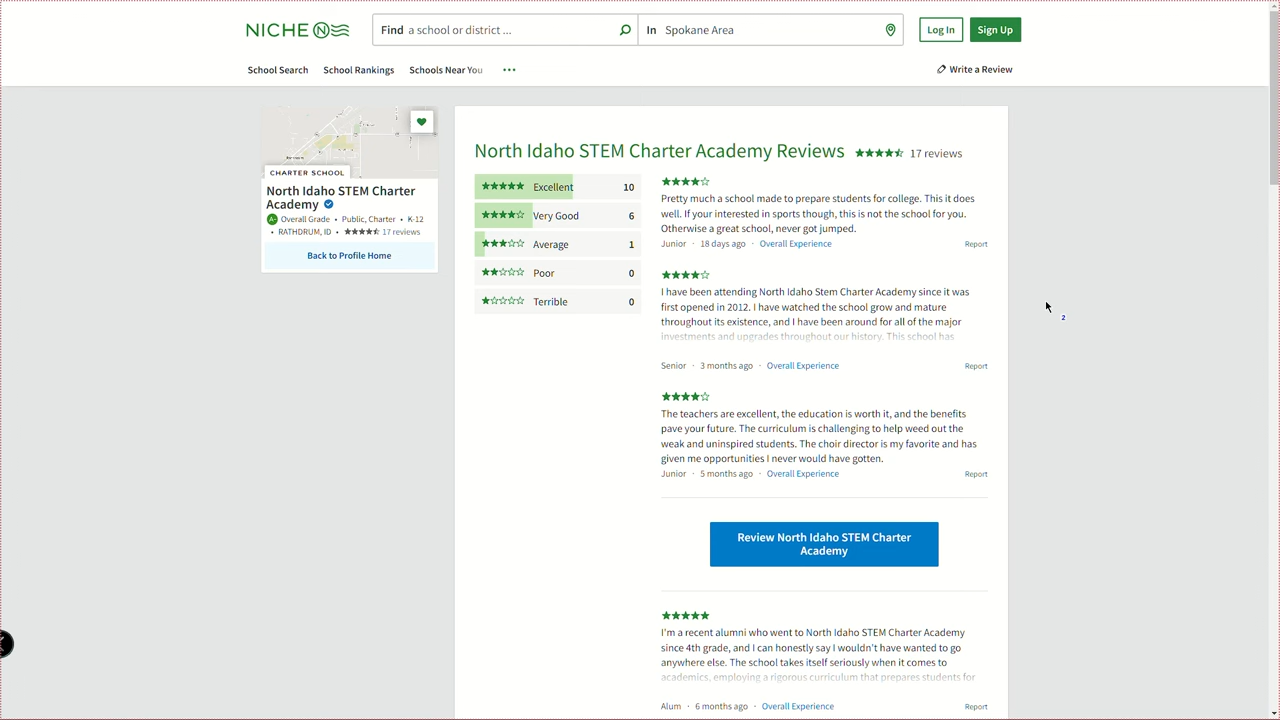 NICHE
Find a school or district ...
In Spokane Area
Log In
Sign Up
School Search
School Rankings
Schools Near You
Write a Review
CHARTER SCHOOL
North Idaho STEM Charter
Academy
A- Overall Grade • Public, Charter • K-12
• RATHDRUM, ID • 17 reviews
Back to Profile Home
North Idaho STEM Charter Academy Reviews 17 reviews
Excellent 10
Very Good 6
Average 1
Poor 0
Terrible 0
Pretty much a school made to prepare students for college. This it does
well. If your interested in sports though, this is not the school for you.
Otherwise a great school, never got jumped.
Junior · 18 days ago · Overall Experience Report
I have been attending North Idaho Stem Charter Academy since it was
first opened in 2012. I have watched the school grow and mature
throughout its existence, and I have been around for all of the major
investments and upgrades throughout our history. This school has
Senior · 3 months ago · Overall Experience Report
The teachers are excellent, the education is worth it, and the benefits
pave your future. The curriculum is challenging to help weed out the
weak and uninspired students. The choir director is my favorite and has
given me opportunities I never would have gotten.
Junior · 5 months ago · Overall Experience Report
Review North Idaho STEM Charter
Academy
I'm a recent alumni who went to North Idaho STEM Charter Academy
since 4th grade, and I can honestly say I wouldn't have wanted to go
anywhere else. The school takes itself seriously when it comes to
academics, employing a rigorous curriculum that prepares students for
Alum · 6 months ago · Overall Experience Report
2